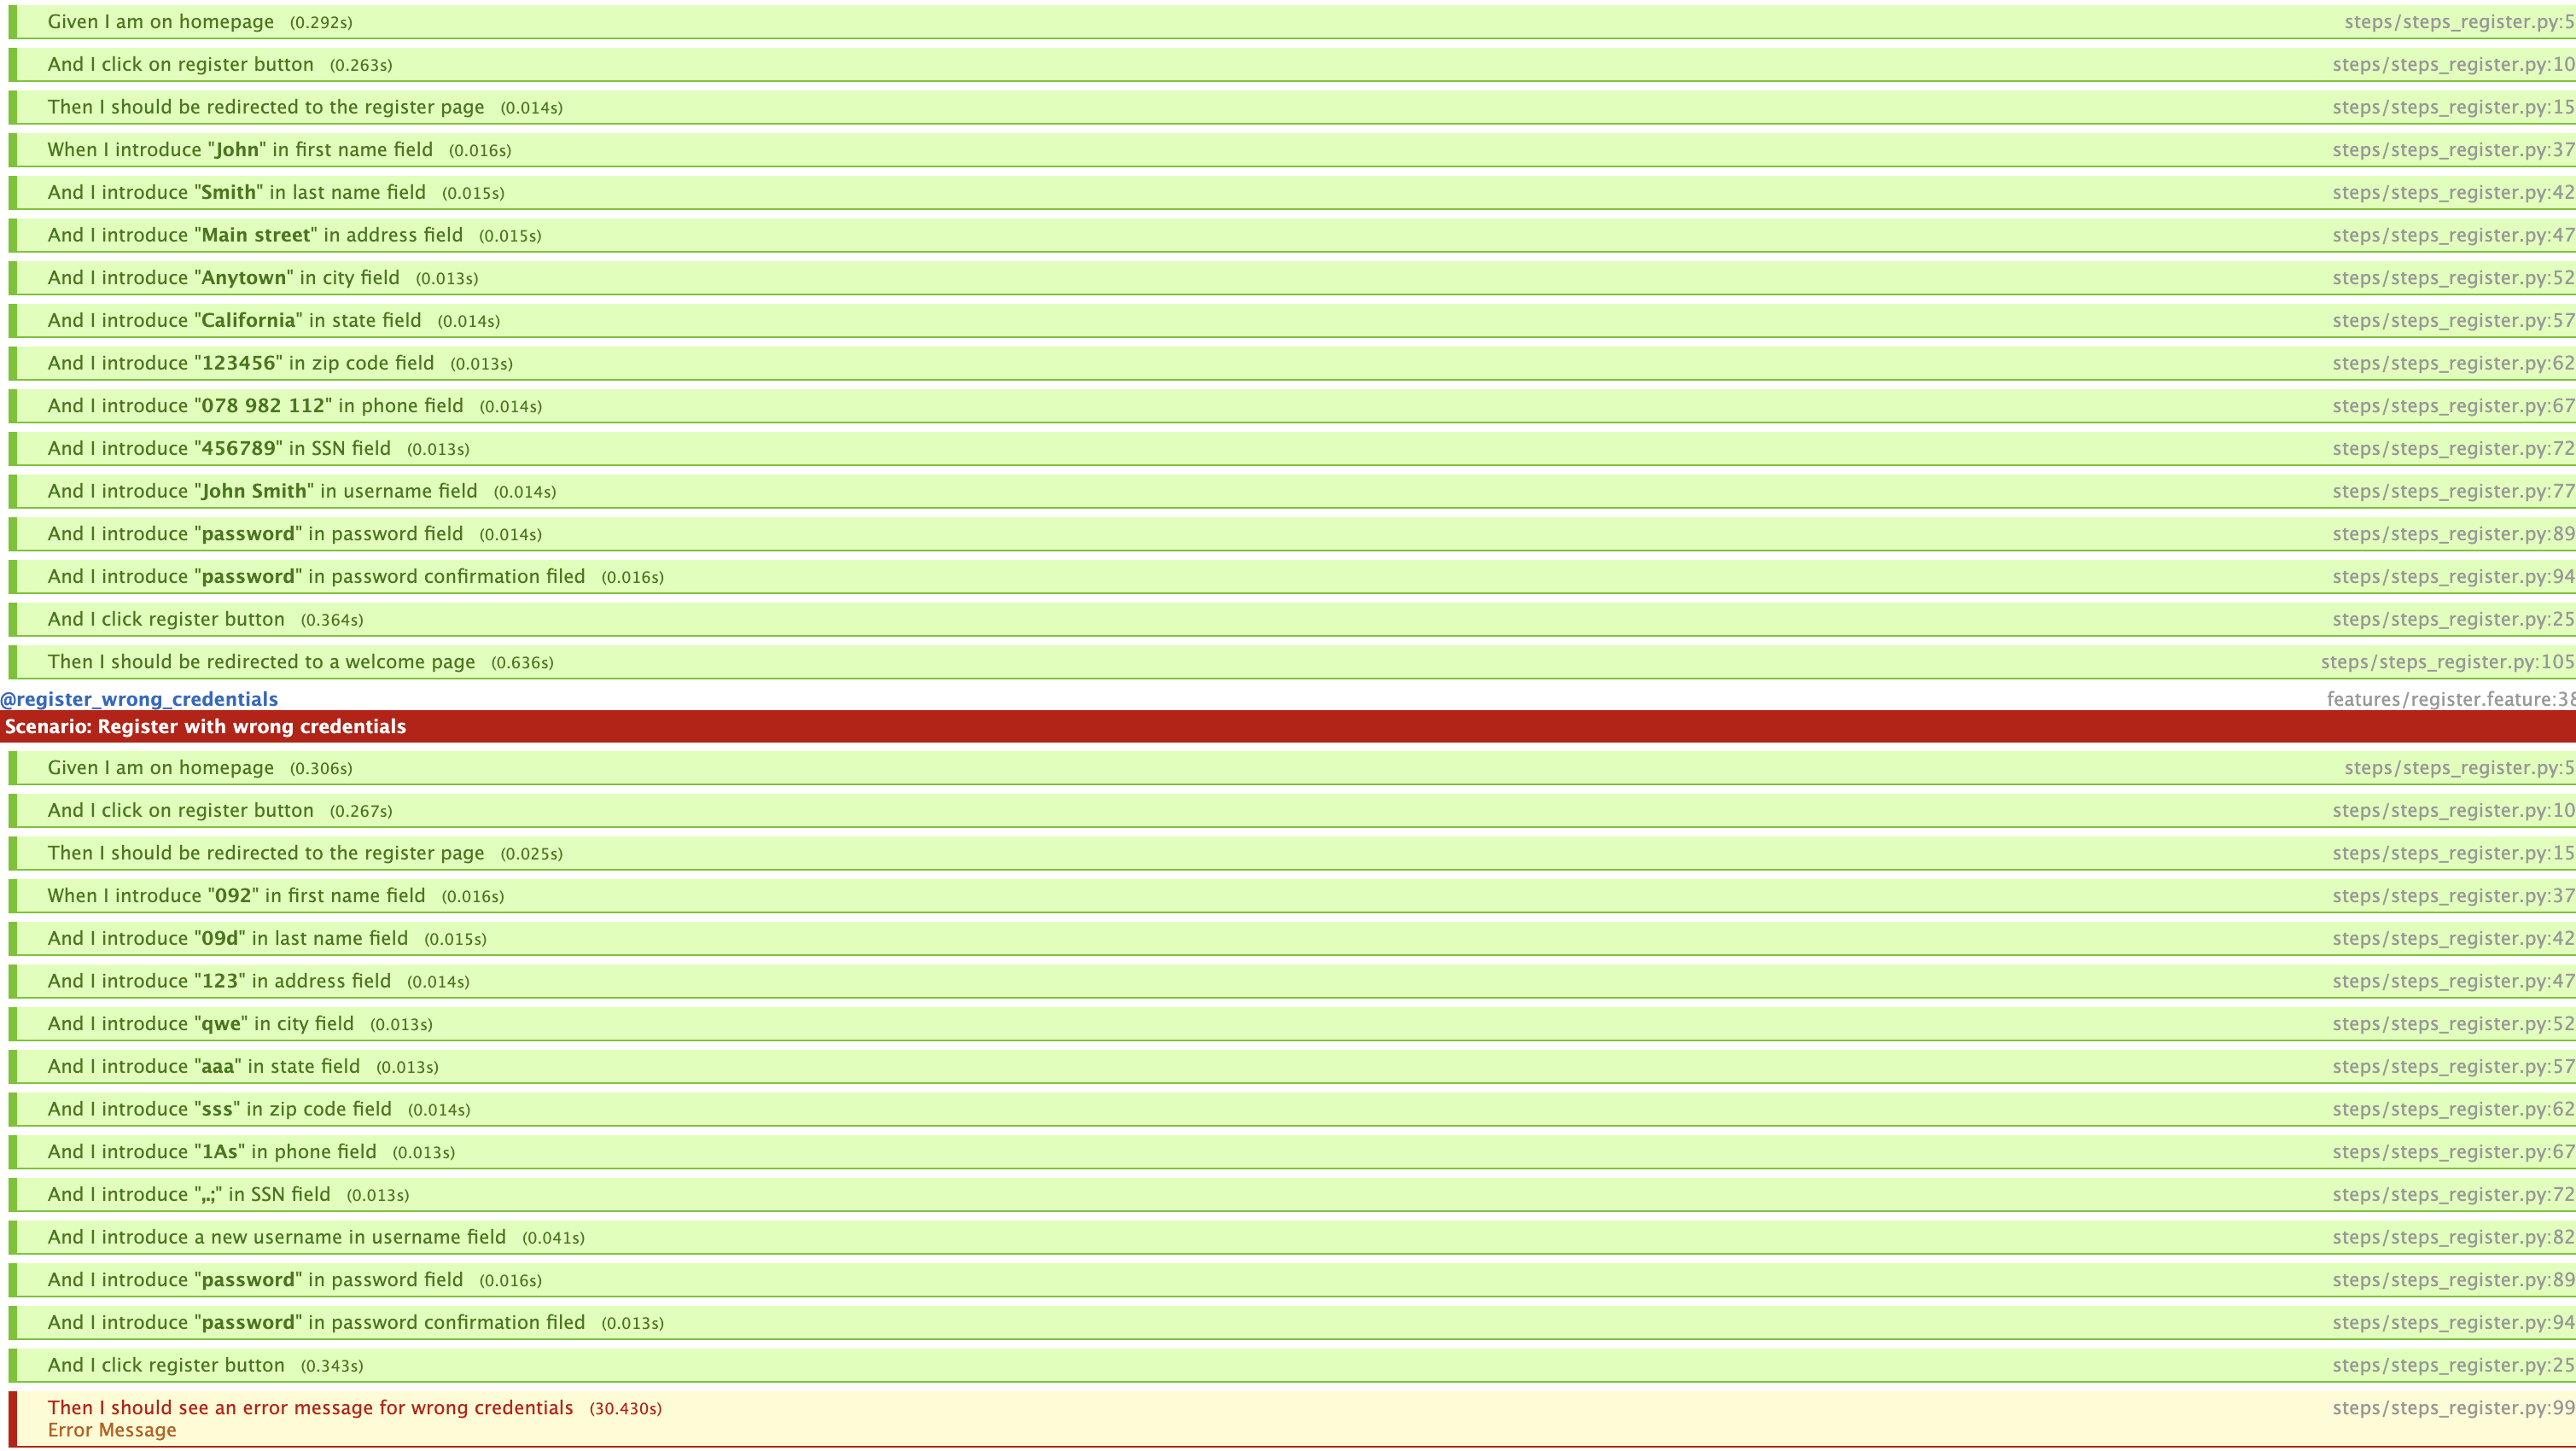 Given I am on homepage (0.292s) steps/steps_register.py:5
And I click on register button (0.263s) steps/steps_register.py:10
Then I should be redirected to the register page (0.014s) steps/steps_register.py:15
When I introduce "John" in first name field (0.016s) steps/steps_register.py:37
And I introduce "Smith" in last name field (0.015s) steps/steps_register.py:42
And I introduce "Main street" in address field (0.015s) steps/steps_register.py:47
And I introduce "Anytown" in city field (0.013s) steps/steps_register.py:52
And I introduce "California" in state field (0.014s) steps/steps_register.py:57
And I introduce "123456" in zip code field (0.013s) steps/steps_register.py:62
And I introduce "078 982 112" in phone field (0.014s) steps/steps_register.py:67
And I introduce "456789" in SSN field (0.013s) steps/steps_register.py:72
And I introduce "John Smith" in username field (0.014s) steps/steps_register.py:77
And I introduce "password" in password field (0.014s) steps/steps_register.py:89
And I introduce "password" in password confirmation filed (0.016s) steps/steps_register.py:94
And I click register button (0.364s) steps/steps_register.py:25
Then I should be redirected to a welcome page (0.636s) steps/steps_register.py:105
@register_wrong_credentials features/register.feature:38
Scenario: Register with wrong credentials
Given I am on homepage (0.306s) steps/steps_register.py:5
And I click on register button (0.267s) steps/steps_register.py:10
Then I should be redirected to the register page (0.025s) steps/steps_register.py:15
When I introduce "092" in first name field (0.016s) steps/steps_register.py:37
And I introduce "09d" in last name field (0.015s) steps/steps_register.py:42
And I introduce "123" in address field (0.014s) steps/steps_register.py:47
And I introduce "qwe" in city field (0.013s) steps/steps_register.py:52
And I introduce "aaa" in state field (0.013s) steps/steps_register.py:57
And I introduce "sss" in zip code field (0.014s) steps/steps_register.py:62
And I introduce "1As" in phone field (0.013s) steps/steps_register.py:67
And I introduce ",.;" in SSN field (0.013s) steps/steps_register.py:72
And I introduce a new username in username field (0.041s) steps/steps_register.py:82
And I introduce "password" in password field (0.016s) steps/steps_register.py:89
And I introduce "password" in password confirmation filed (0.013s) steps/steps_register.py:94
And I click register button (0.343s) steps/steps_register.py:25
Then I should see an error message for wrong credentials (30.430s) steps/steps_register.py:99
Error Message